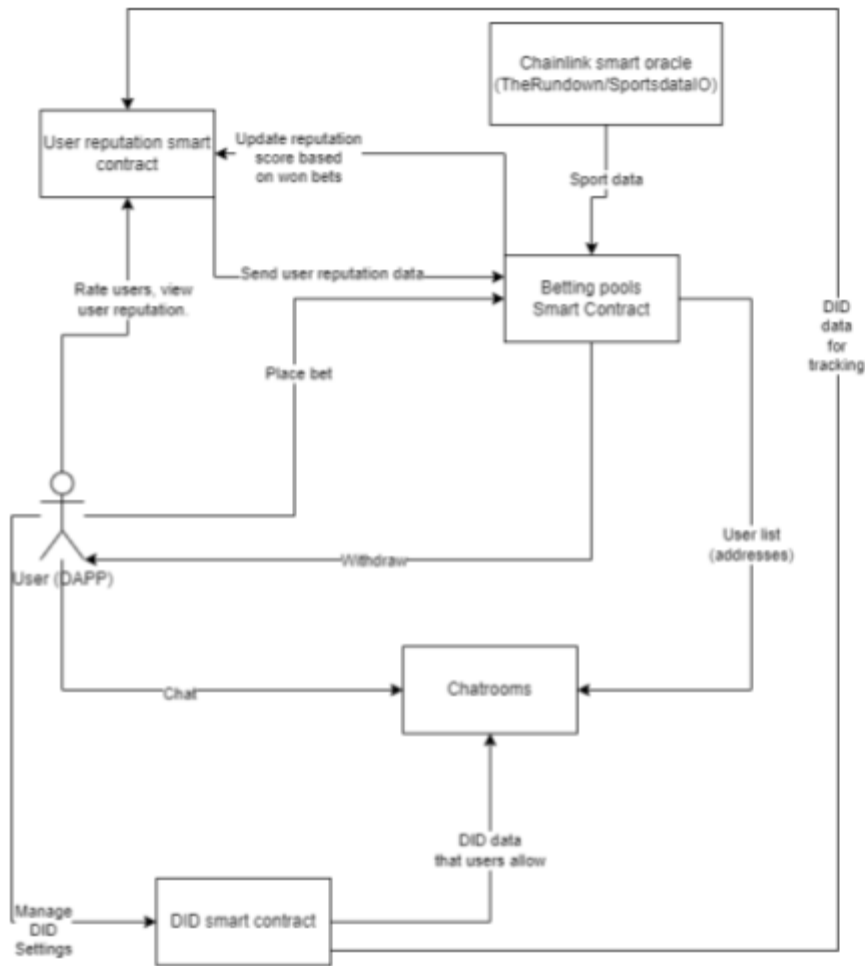 Chainlink smart oracle
(TheRundown/SportsdataIO)
User reputation smart
contract
Update reputation
score based
on won bets
Sport data
Send user reputation data
Betting pools
Smart Contract
Rate users, view
user reputation.
DID
data
for
tracking
Place bet
User list
(addresses)
Withdraw
User (DAPP)
Chatrooms
Chat
DID data
that users allow
Manage
DID
Settings
DID smart contract